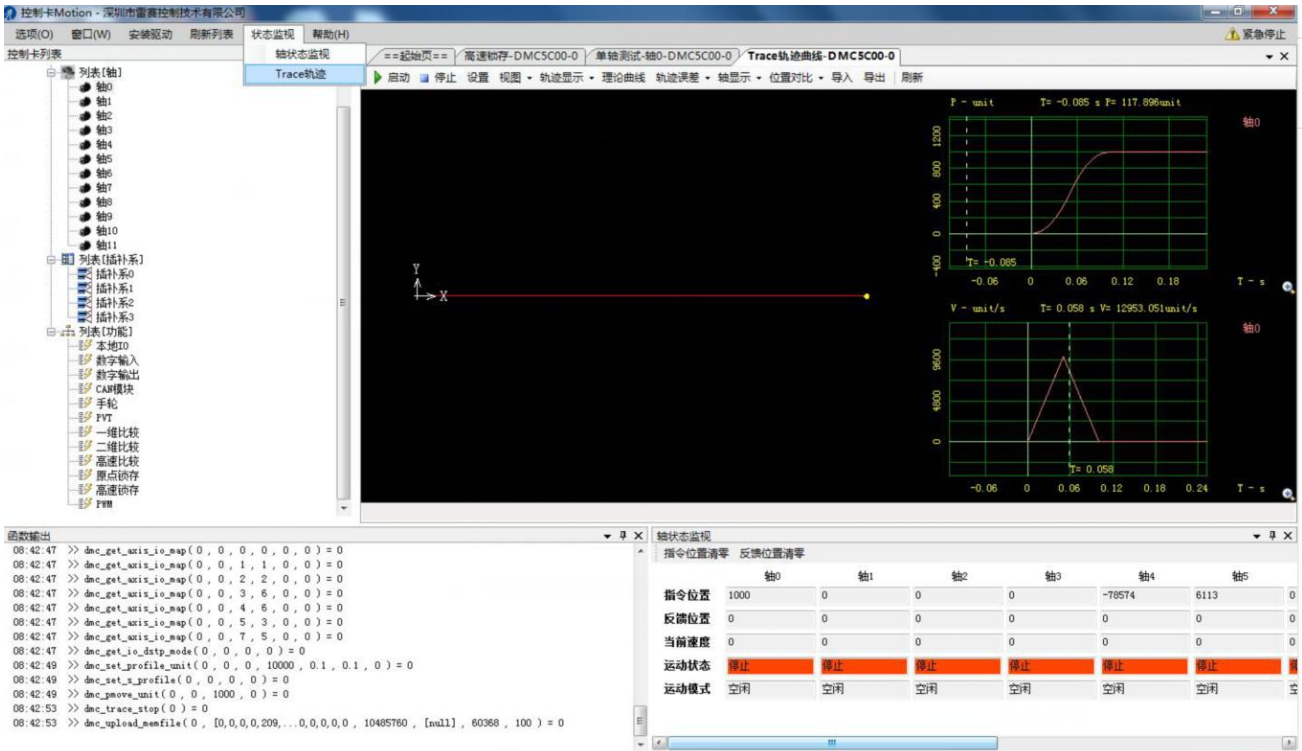 控制卡Motion - 深圳市雷赛控制技术有限公司
选项(O) 窗口(W) 安装驱动 刷新列表 状态监视 帮助(H) 紧急停止
轴状态监视
Trace轨迹
控制卡列表
列表[轴]
轴0
轴1
轴2
轴3
轴4
轴5
轴6
轴7
轴8
轴9
轴10
轴11
列表[插补系]
插补系0
插补系1
插补系2
插补系3
列表[功能]
本地IO
数字输入
数字输出
CAN模块
手轮
PVT
一维比较
二维比较
高速比较
原点锁存
高速锁存
PWM
==起始页== 高速锁存-DMC5C00-0 单轴测试-轴0-DMC5C00-0 Trace轨迹曲线-DMC5C00-0
启动 停止 设置 视图 轨迹显示 理论曲线 轨迹误差 轴显示 位置对比 导入 导出 刷新
Y
X
P - unit T= -0.085 s P= 117.896unit
轴0
1200
800
400
0
-400
T= -0.085
-0.06 0 0.06 0.12 0.18 T - s
V - unit/s T= 0.058 s V= 12953.051unit/s
轴0
9600
4800
0
T= 0.058
-0.06 0 0.06 0.12 0.18 0.24 T - s
函数输出
08:42:47 >> dmc_get_axis_io_map( 0 , 0 , 0 , 0 , 0 , 0 ) = 0
08:42:47 >> dmc_get_axis_io_map( 0 , 0 , 1 , 1 , 0 , 0 ) = 0
08:42:47 >> dmc_get_axis_io_map( 0 , 0 , 2 , 2 , 0 , 0 ) = 0
08:42:47 >> dmc_get_axis_io_map( 0 , 0 , 3 , 6 , 0 , 0 ) = 0
08:42:47 >> dmc_get_axis_io_map( 0 , 0 , 4 , 6 , 0 , 0 ) = 0
08:42:47 >> dmc_get_axis_io_map( 0 , 0 , 5 , 3 , 0 , 0 ) = 0
08:42:47 >> dmc_get_axis_io_map( 0 , 0 , 7 , 5 , 0 , 0 ) = 0
08:42:47 >> dmc_get_io_dstp_mode( 0 , 0 , 0 , 0 ) = 0
08:42:49 >> dmc_set_profile_unit( 0 , 0 , 0 , 10000 , 0.1 , 0.1 , 0 ) = 0
08:42:49 >> dmc_set_s_profile( 0 , 0 , 0 , 0 ) = 0
08:42:49 >> dmc_pmove_unit( 0 , 0 , 1000 , 0 ) = 0
08:42:53 >> dmc_trace_stop( 0 ) = 0
08:42:53 >> dmc_upload_memfile( 0 , [0,0,0,0,209,...0,0,0,0,0 , 10485760 , [null] , 60368 , 100 ) = 0
轴状态监视
指令位置清零 反馈位置清零
轴0 轴1 轴2 轴3 轴4 轴5
指令位置 1000 0 0 0 -78574 6113 0
反馈位置 0 0 0 0 0 0 0
当前速度 0 0 0 0 0 0 0
运动状态 停止 停止 停止 停止 停止 停止
运动模式 空闲 空闲 空闲 空闲 空闲 空闲